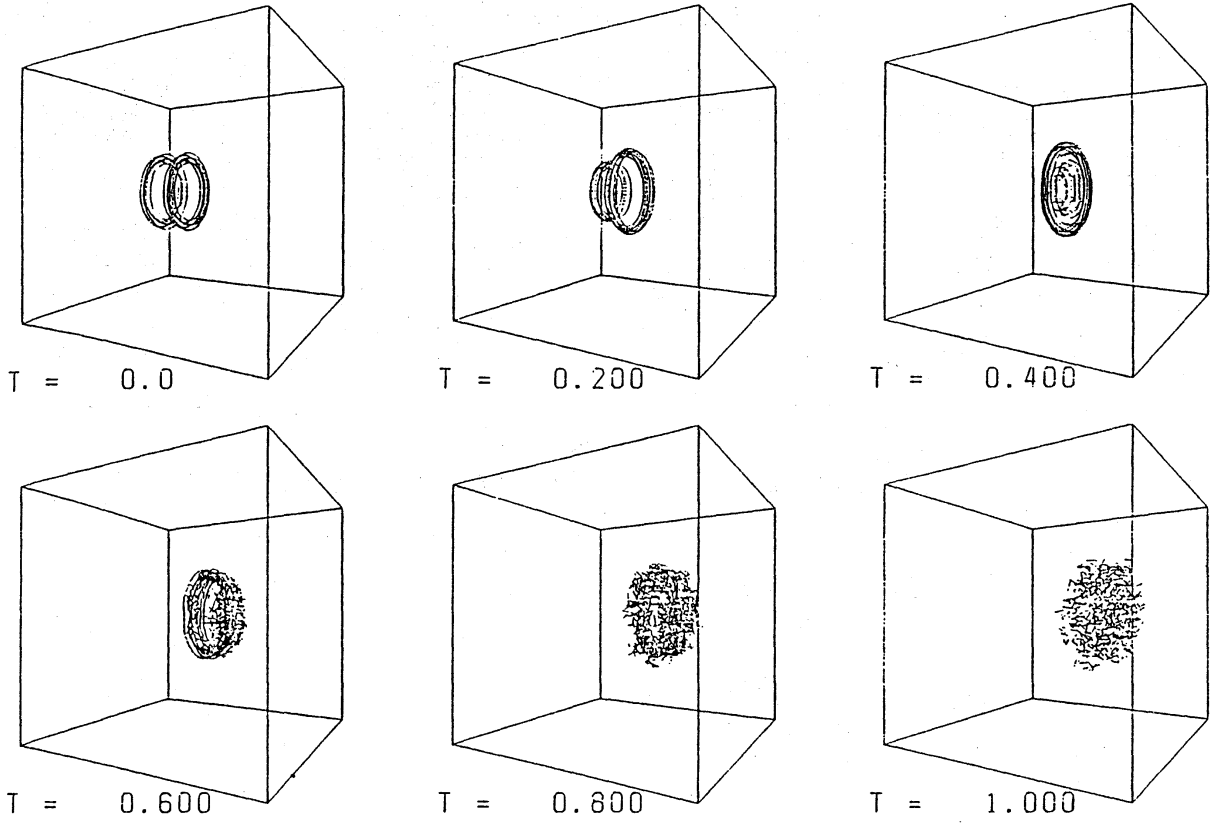 T = 0.0
T = 0.200
T = 0.400
T = 0.600
T = 0.800
T = 1.000